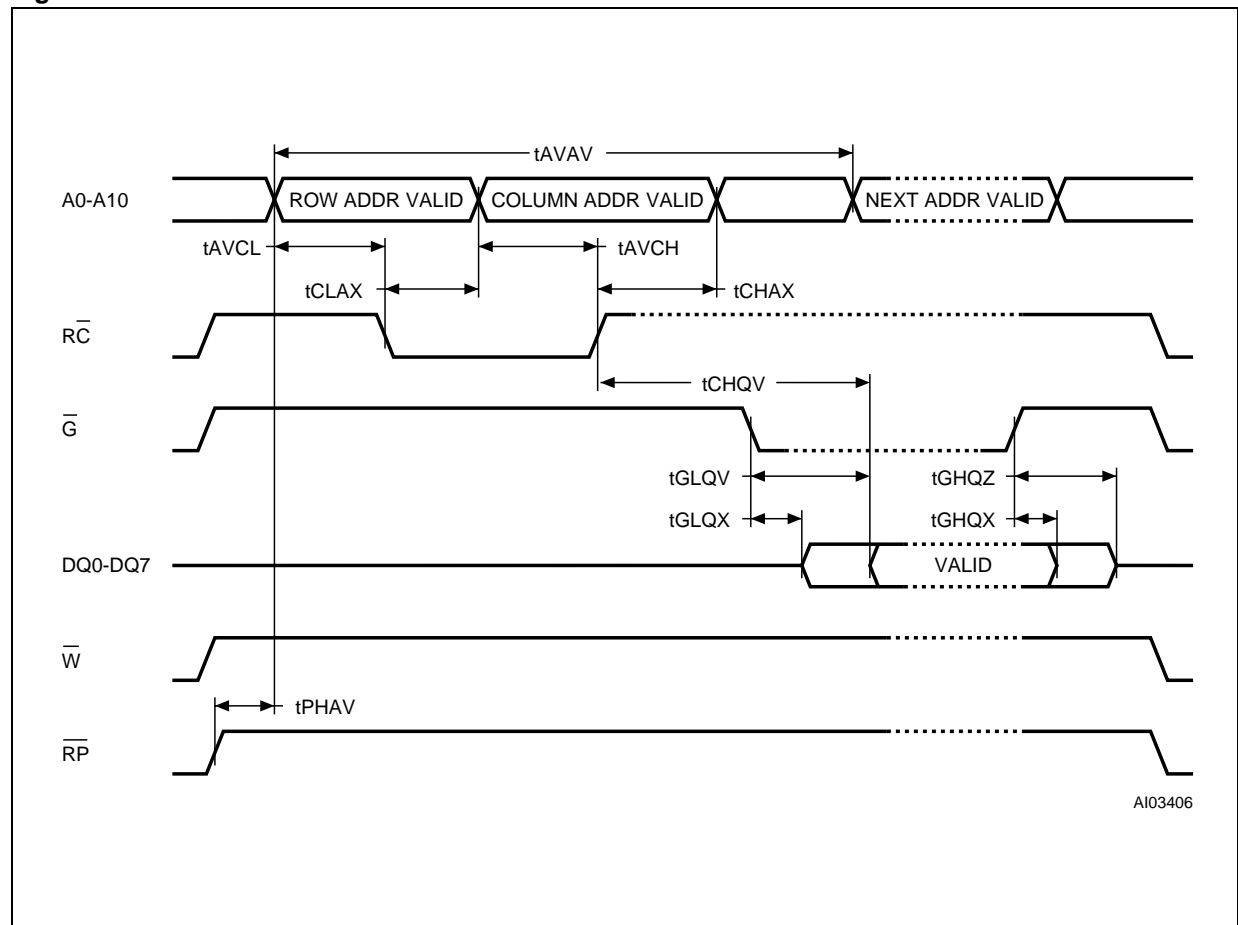 tAVAV
A0-A10
ROW ADDR VALID
COLUMN ADDR VALID
NEXT ADDR VALID
tAVCL
tAVCH
tCLAX
tCHAX
RC̅
tCHQV
G̅
tGLQV
tGHQZ
tGLQX
tGHQX
DQ0-DQ7
VALID
W̅
tPHAV
R̅P̅
AI03406